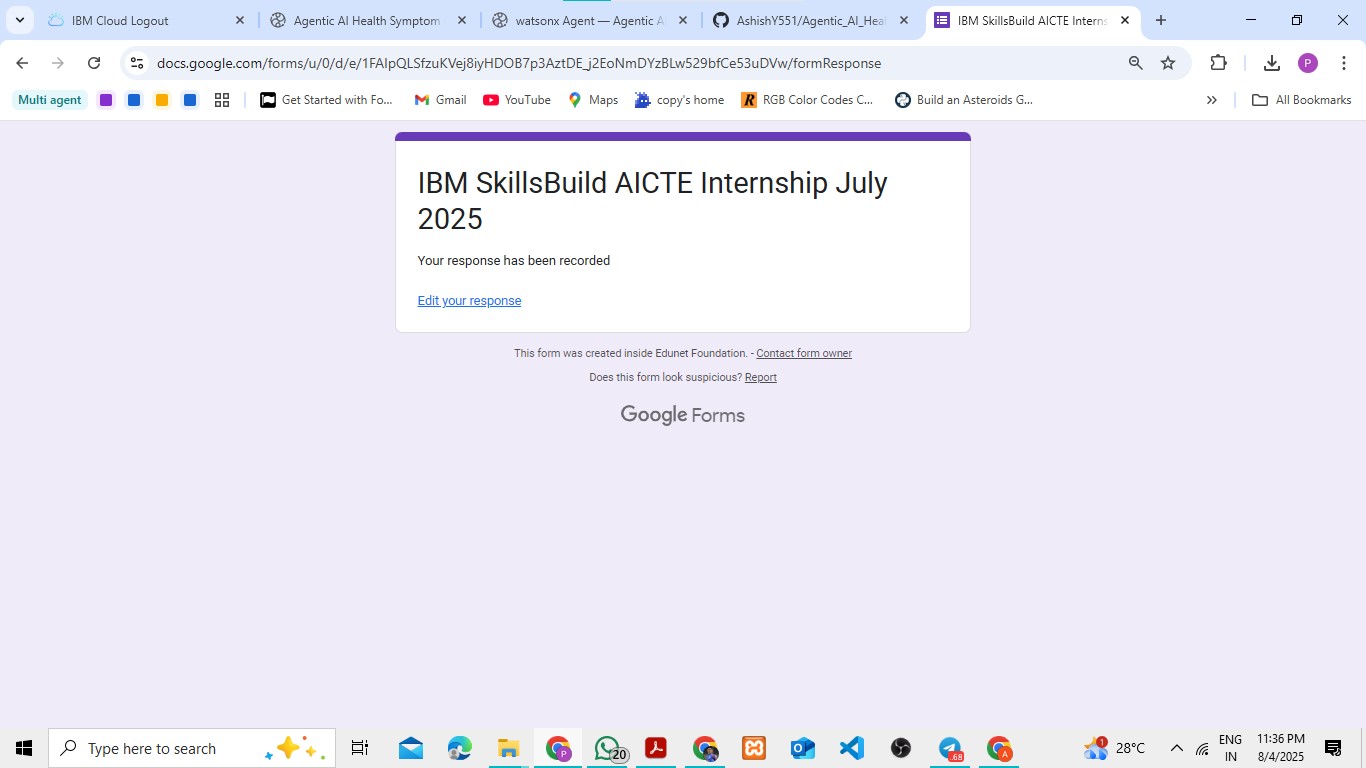 IBM Cloud Logout
Agentic AI Health Symptom
watsonx Agent — Agentic A
AshishY551/Agentic_AI_Hea
IBM SkillsBuild AICTE Interns
docs.google.com/forms/u/0/d/e/1FAIpQLSfzuKVej8iyHDOB7p3AztDE_j2EoNmDYzBLw529bfCe53uDVw/formResponse
P
Multi agent
Get Started with Fo...
Gmail
YouTube
Maps
copy's home
RGB Color Codes C...
Build an Asteroids G...
All Bookmarks
IBM SkillsBuild AICTE Internship July
2025
Your response has been recorded
Edit your response
This form was created inside Edunet Foundation. - Contact form owner
Does this form look suspicious? Report
Google Forms
Type here to search
P
20
.68
A
1
28°C
ENG
IN
11:36 PM
8/4/2025